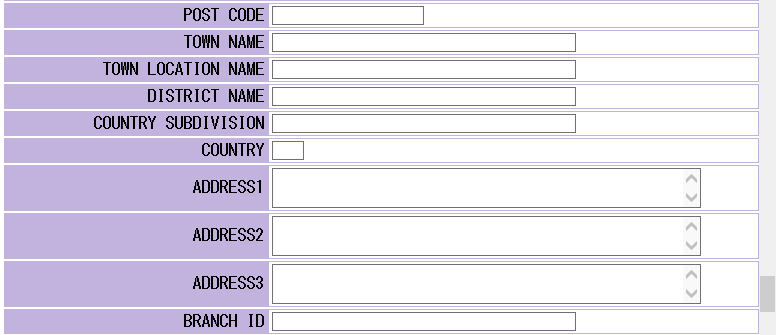 POST CODE
TOWN NAME
TOWN LOCATION NAME
DISTRICT NAME
COUNTRY SUBDIVISION
COUNTRY
ADDRESS1
ADDRESS2
ADDRESS3
BRANCH ID